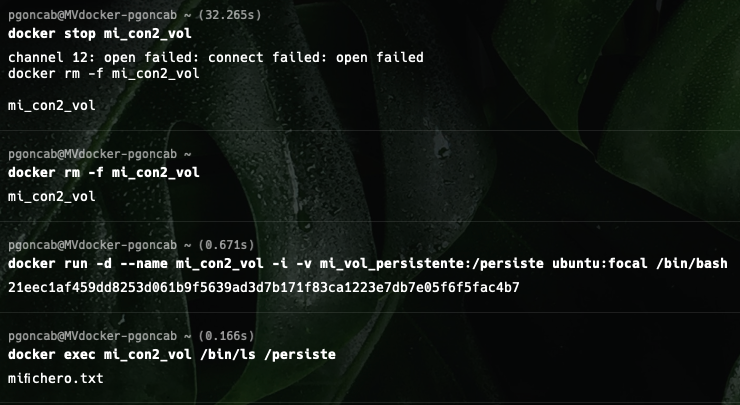 pgoncab@MVdocker-pgoncab ~ (32.265s)
docker stop mi_con2_vol
channel 12: open failed: connect failed: open failed
docker rm -f mi_con2_vol
mi_con2_vol
pgoncab@MVdocker-pgoncab ~
docker rm -f mi_con2_vol
mi_con2_vol
pgoncab@MVdocker-pgoncab ~ (0.671s)
docker run -d --name mi_con2_vol -i -v mi_vol_persistente:/persiste ubuntu:focal /bin/bash
21eec1af459dd8253d061b9f5639ad3d7b171f83ca1223e7db7e05f6f5fac4b7
pgoncab@MVdocker-pgoncab ~ (0.166s)
docker exec mi_con2_vol /bin/ls /persiste
mifichero.txt